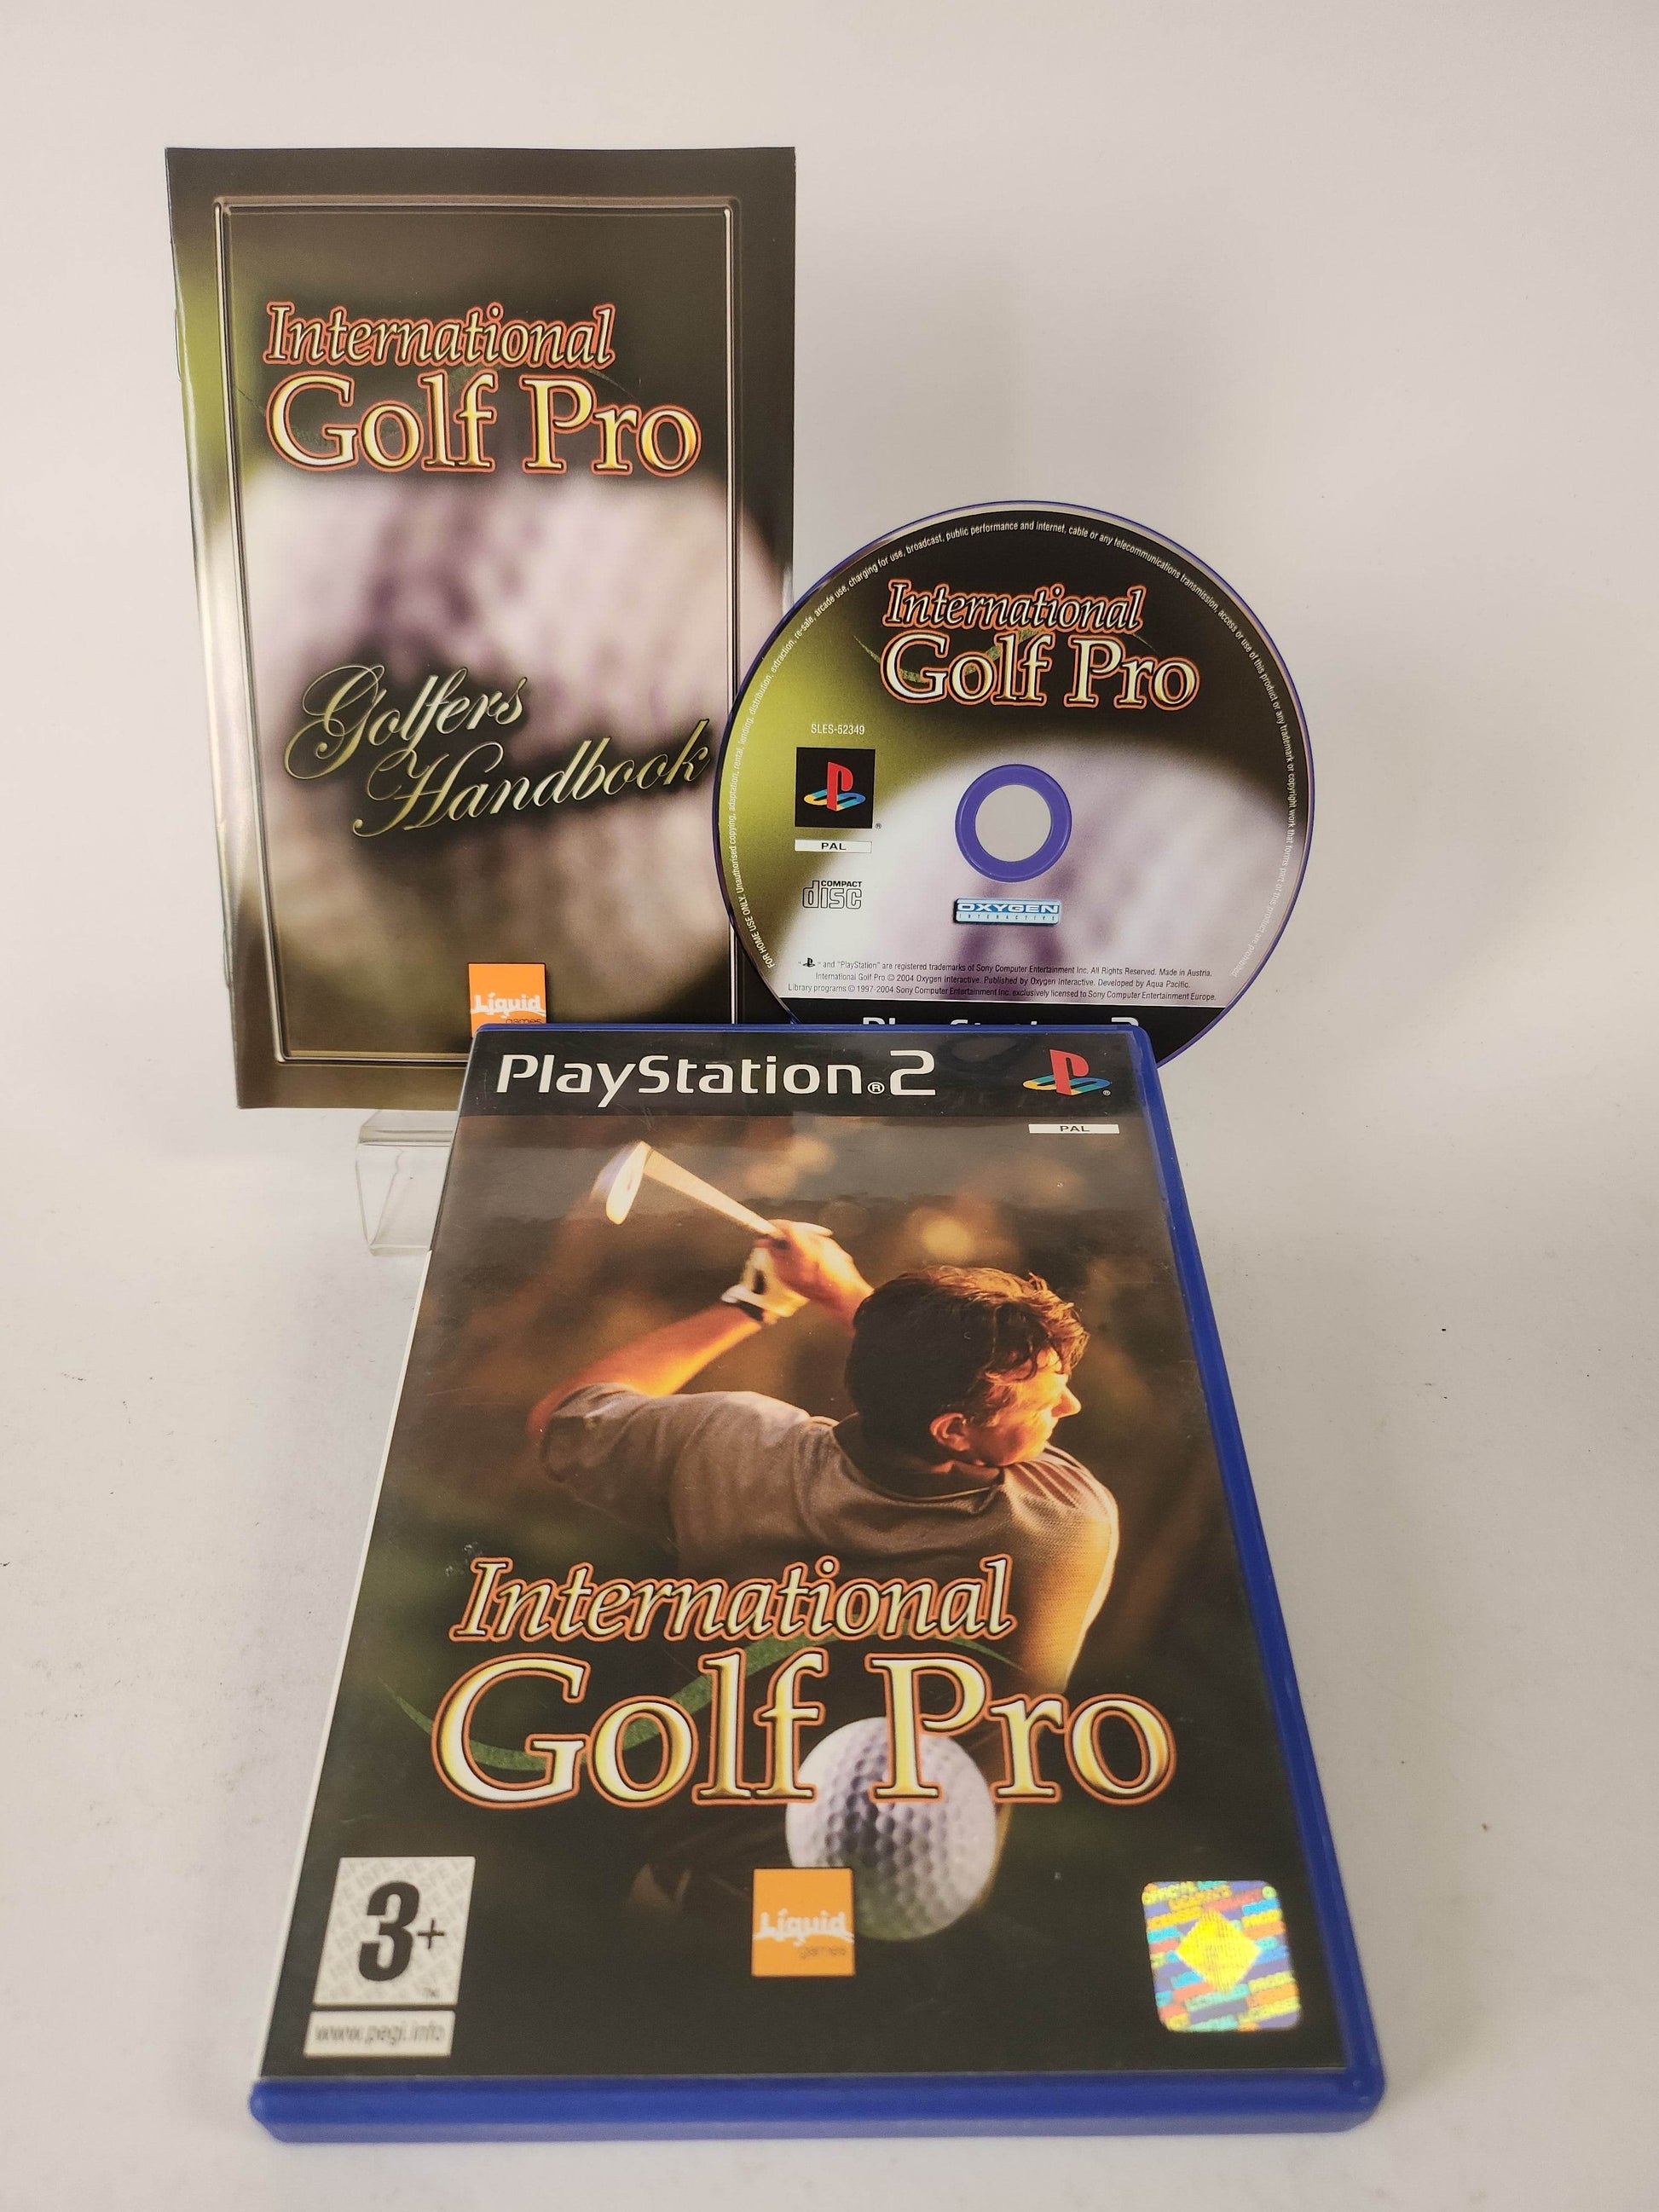 International
Golf Pro
Golfers
Handbook
Liquid
games
FOR HOME USE ONLY. Unauthorised copying, adaptation, rental, lending, distribution, extraction, re-sale, arcade use, charging for use, broadcast, public performance and internet, cable or any telecommunications transmission, access or use of this product or any trademark or copyright work that forms part of this product are prohibited.
International
Golf Pro
SLES-52349
PAL
COMPACT
disc
OXYGEN
INTERACTIVE
" " and "PlayStation" are registered trademarks of Sony Computer Entertainment Inc. All Rights Reserved. Made in Austria.
International Golf Pro © 2004 Oxygen Interactive. Published by Oxygen Interactive. Developed by Aqua Pacific.
Library programs © 1997-2004 Sony Computer Entertainment Inc. exclusively licensed to Sony Computer Entertainment Europe.
PlayStation 2
PlayStation®2
PAL
International
Golf Pro
3+
www.pegi.info
Liquid
games